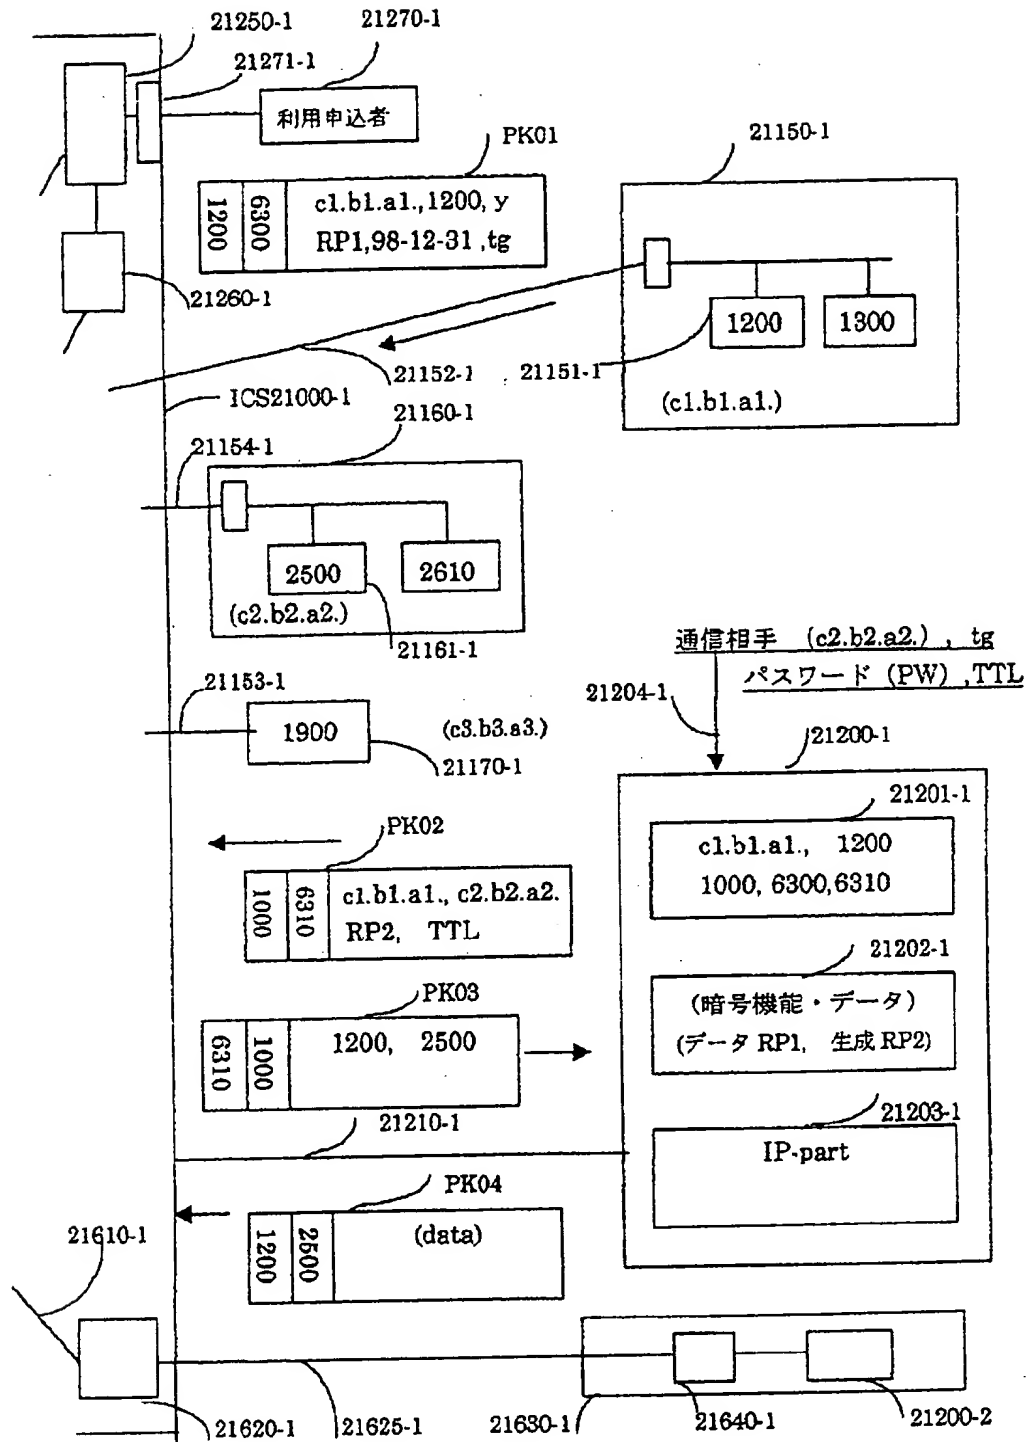 21250-1
21270-1
21271-1
利用申込者
PK01
21150-1
1200
6300
c1.b1.a1.,1200, y
RP1,98-12-31 ,tg
21260-1
1200
1300
21152-1
21151-1
ICS21000-1
(c1.b1.a1.)
21160-1
21154-1
2500
2610
(c2.b2.a2.)
21161-1
通信相手 (c2.b2.a2.) , tg
パスワード (PW) ,TTL
21153-1
21204-1
1900
(c3.b3.a3.)
21170-1
21200-1
21201-1
PK02
c1.b1.a1., 1200
1000, 6300,6310
1000
6310
c1.b1.a1., c2.b2.a2.
RP2, TTL
21202-1
(暗号機能・データ)
(データ RP1, 生成 RP2)
PK03
6310
1000
1200, 2500
21203-1
IP-part
21210-1
PK04
1200
2500
(data)
21610-1
21620-1
21625-1
21630-1
21640-1
21200-2